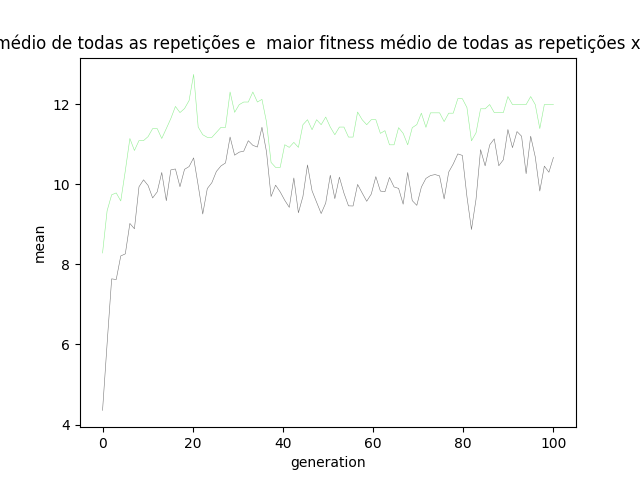 médio de todas as repetições e  maior fitness médio de todas as repetições x
12
10
8
6
4
mean
0 20 40 60 80 100
generation